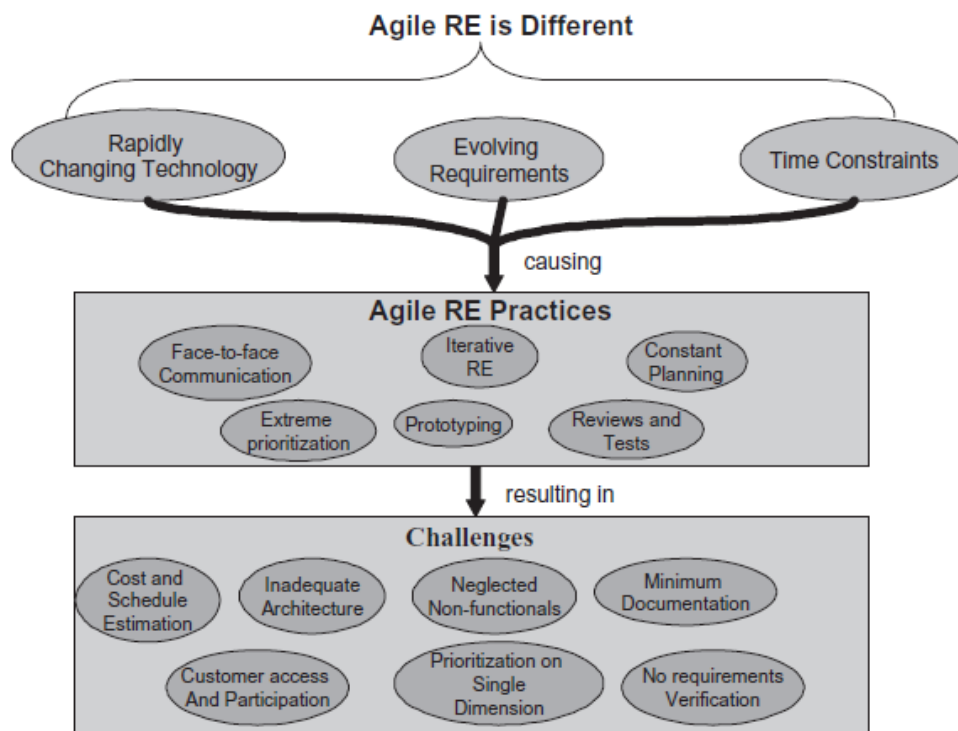 Agile RE is Different
Rapidly
Changing Technology
Evolving
Requirements
Time Constraints
causing
Agile RE Practices
Face-to-face
Communication
Iterative
RE
Constant
Planning
Extreme
prioritization
Prototyping
Reviews and
Tests
resulting in
Challenges
Cost and
Schedule
Estimation
Inadequate
Architecture
Neglected
Non-functionals
Minimum
Documentation
Customer access
And Participation
Prioritization on
Single
Dimension
No requirements
Verification